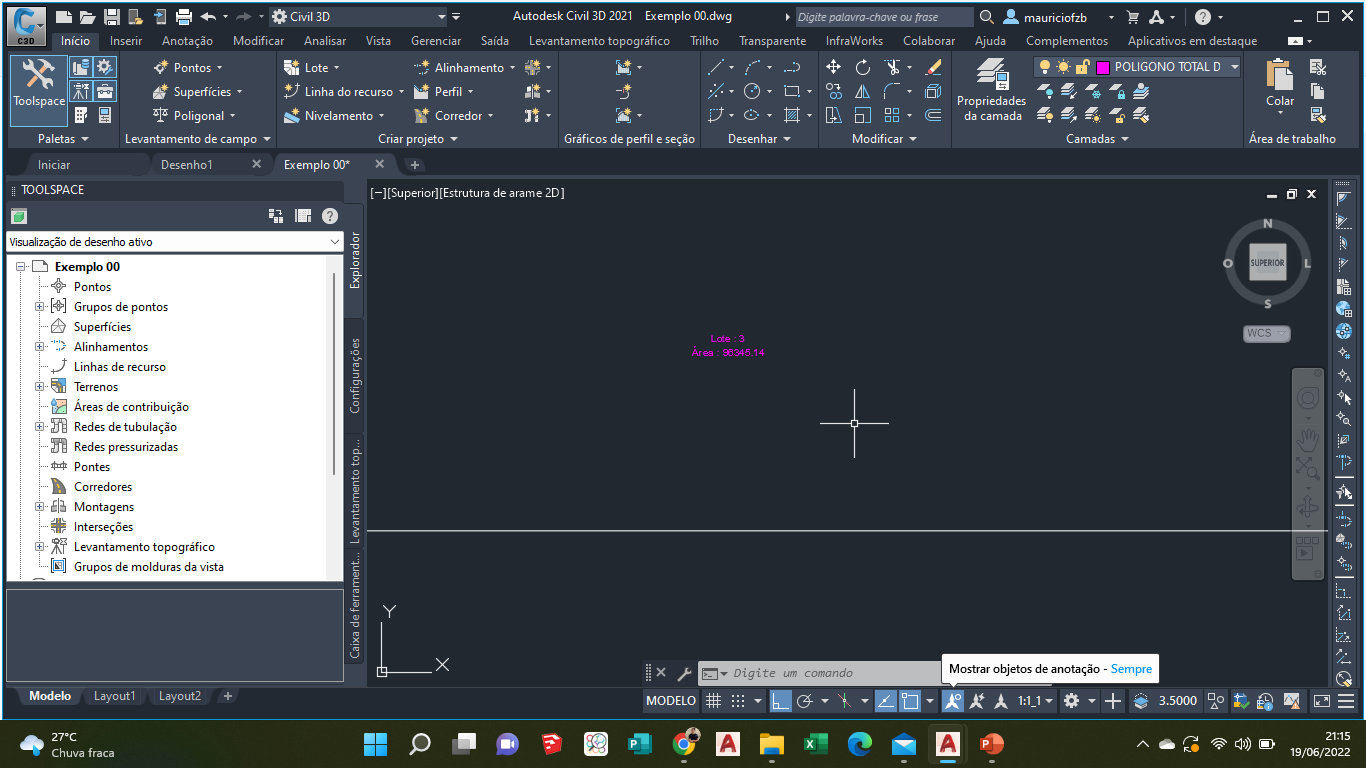 C3D
Civil 3D
Autodesk Civil 3D 2021 Exemplo 00.dwg
Digite palavra-chave ou frase
mauriciofzb
Início Inserir Anotação Modificar Analisar Vista Gerenciar Saída Levantamento topográfico Trilho Transparente InfraWorks Colaborar Ajuda Complementos Aplicativos em destaque
Toolspace
Pontos
Superfícies
Poligonal
Lote
Linha do recurso
Nivelamento
Alinhamento
Perfil
Corredor
Propriedades
da camada
POLIGONO TOTAL D
Colar
Paletas
Levantamento de campo
Criar projeto
Gráficos de perfil e seção
Desenhar
Modificar
Camadas
Área de trabalho
Iniciar
Desenho1
Exemplo 00*
TOOLSPACE
Visualização de desenho ativo
Exemplo 00
Pontos
Grupos de pontos
Superfícies
Alinhamentos
Linhas de recurso
Terrenos
Áreas de contribuição
Redes de tubulação
Redes pressurizadas
Pontes
Corredores
Montagens
Interseções
Levantamento topográfico
Grupos de molduras da vista
Explorador
Configurações
Levantamento top...
Caixa de ferrament...
[−][Superior][Estrutura de arame 2D]
N
O
SUPERIOR
L
S
WCS
Lote : 3
Área : 96345.14
Y
X
Digite um comando
Mostrar objetos de anotação - Sempre
Modelo
Layout1
Layout2
MODELO
1:1_1
3.5000
27°C
Chuva fraca
21:15
19/06/2022